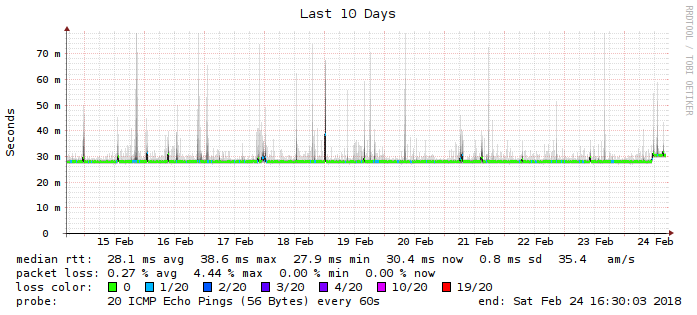 Last 10 Days
RRDTOOL / TOBI OETIKER
Seconds
70 m
60 m
50 m
40 m
30 m
20 m
10 m
0
15 Feb 16 Feb 17 Feb 18 Feb 19 Feb 20 Feb 21 Feb 22 Feb 23 Feb 24 Feb
median rtt: 28.1 ms avg 38.6 ms max 27.9 ms min 30.4 ms now 0.8 ms sd 35.4 am/s
packet loss: 0.27 % avg 4.44 % max 0.00 % min 0.00 % now
loss color: 0 1/20 2/20 3/20 4/20 10/20 19/20
probe: 20 ICMP Echo Pings (56 Bytes) every 60s end: Sat Feb 24 16:30:03 2018